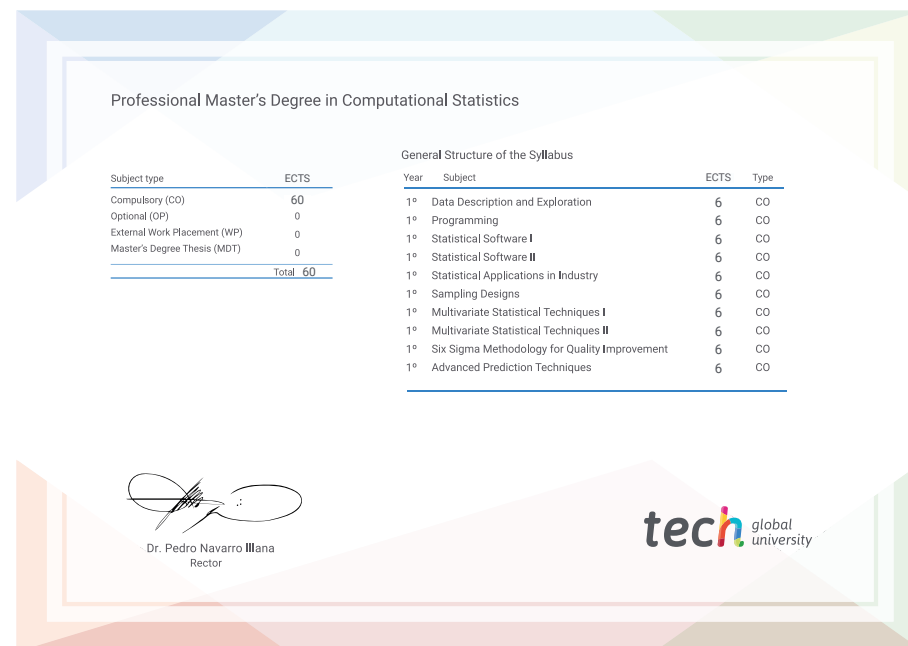 Professional Master's Degree in Computational Statistics
Subject type ECTS
Compulsory (CO) 60
Optional (OP) 0
External Work Placement (WP) 0
Master's Degree Thesis (MDT) 0
Total 60
General Structure of the Syllabus
Year Subject ECTS Type
1º Data Description and Exploration 6 CO
1º Programming 6 CO
1º Statistical Software I 6 CO
1º Statistical Software II 6 CO
1º Statistical Applications in Industry 6 CO
1º Sampling Designs 6 CO
1º Multivariate Statistical Techniques I 6 CO
1º Multivariate Statistical Techniques II 6 CO
1º Six Sigma Methodology for Quality Improvement 6 CO
1º Advanced Prediction Techniques 6 CO
Dr. Pedro Navarro Illana
Rector
tech global
university